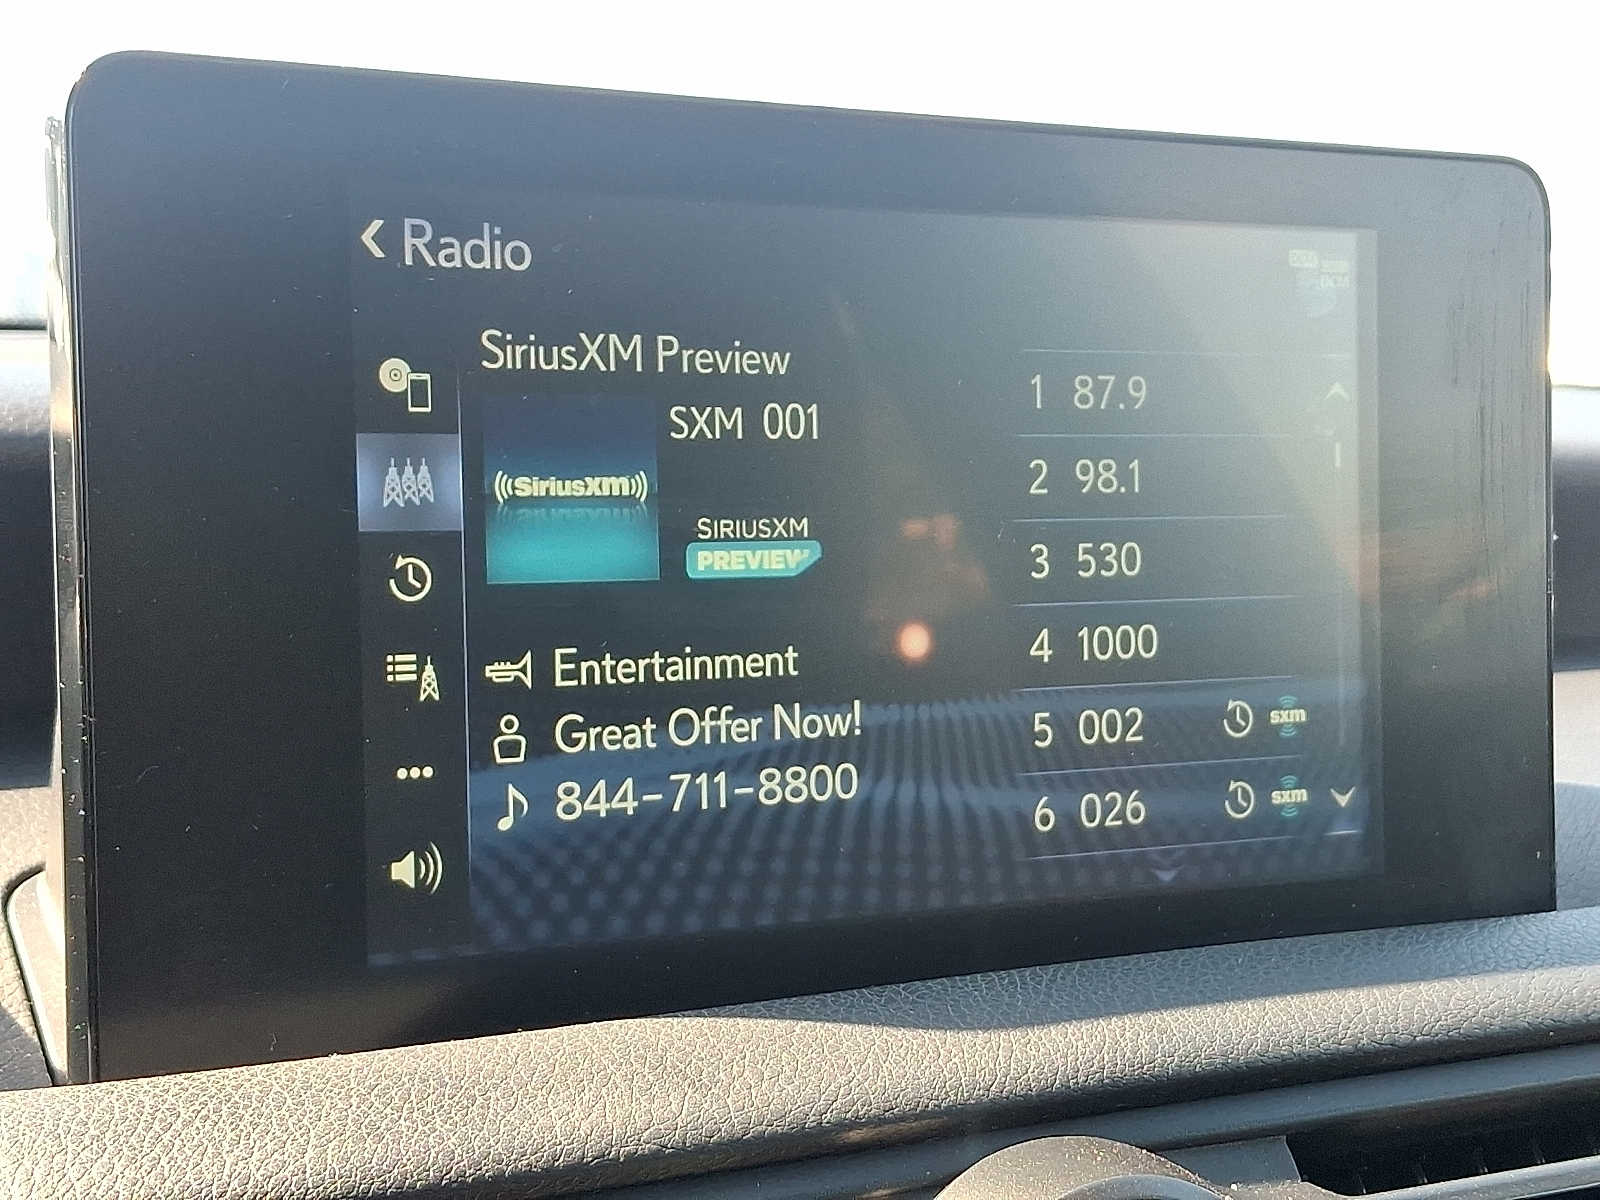 Radio
SiriusXM Preview
SXM 001
SiriusXM
SIRIUSXM
PREVIEW
Entertainment
Great Offer Now!
844-711-8800
1 87.9
2 98.1
3 530
4 1000
5 002 sxm
6 026 sxm
DCM